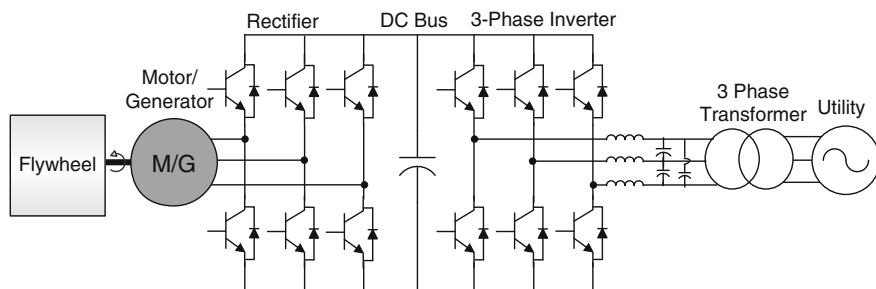 Rectifier
DC Bus
3-Phase Inverter
Motor/
Generator
3 Phase
Transformer
Utility
Flywheel
M/G